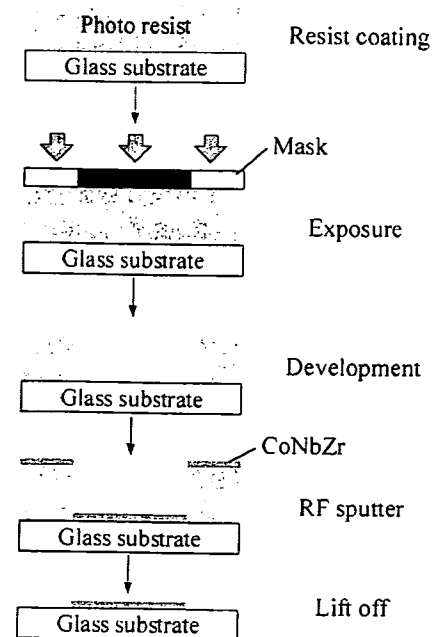 Photo resist
Resist coating
Glass substrate
Mask
Exposure
Glass substrate
Development
Glass substrate
CoNbZr
RF sputter
Glass substrate
Lift off
Glass substrate